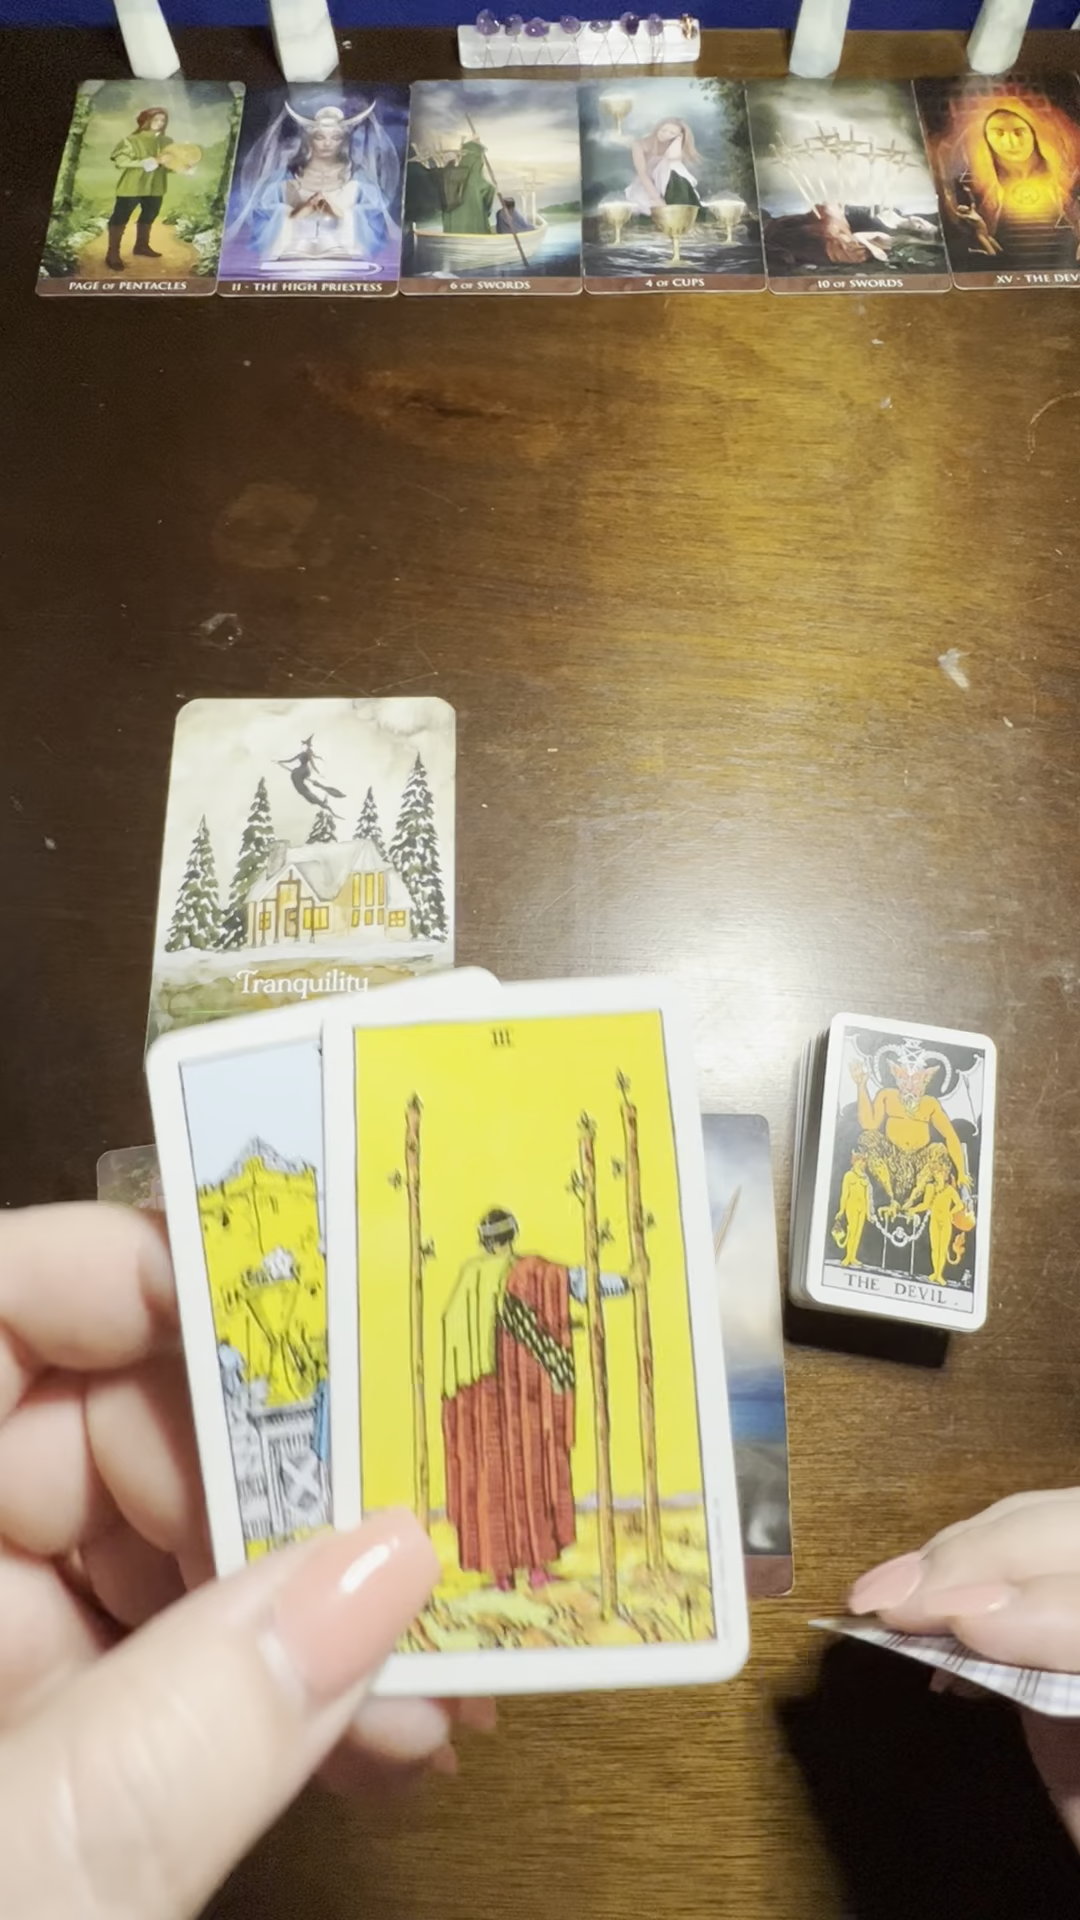 PAGE OF PENTACLES
II - THE HIGH PRIESTESS
6 OF SWORDS
4 OF CUPS
10 OF SWORDS
XV - THE DEV
Tranquility
III
THE DEVIL.